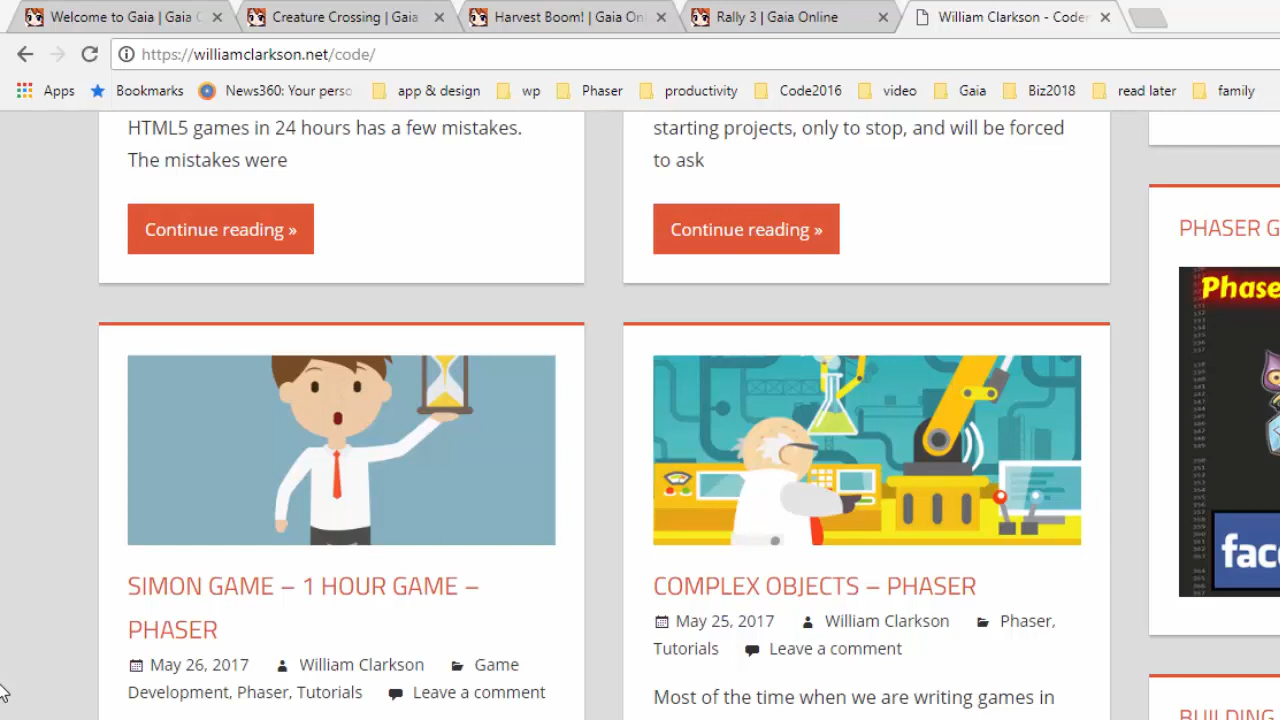 Welcome to Gaia | Gaia
Creature Crossing | Gaia
Harvest Boom! | Gaia On
Rally 3 | Gaia Online
William Clarkson - Code
https://williamclarkson.net/code/
Apps
Bookmarks
News360: Your perso
app & design
wp
Phaser
productivity
Code2016
video
Gaia
Biz2018
read later
family
HTML5 games in 24 hours has a few mistakes.
The mistakes were
Continue reading »
starting projects, only to stop, and will be forced
to ask
Continue reading »
SIMON GAME – 1 HOUR GAME –
PHASER
May 26, 2017 William Clarkson Game
Development, Phaser, Tutorials Leave a comment
COMPLEX OBJECTS – PHASER
May 25, 2017 William Clarkson Phaser,
Tutorials Leave a comment
Most of the time when we are writing games in
PHASER G
Phase
fac
BUILDING